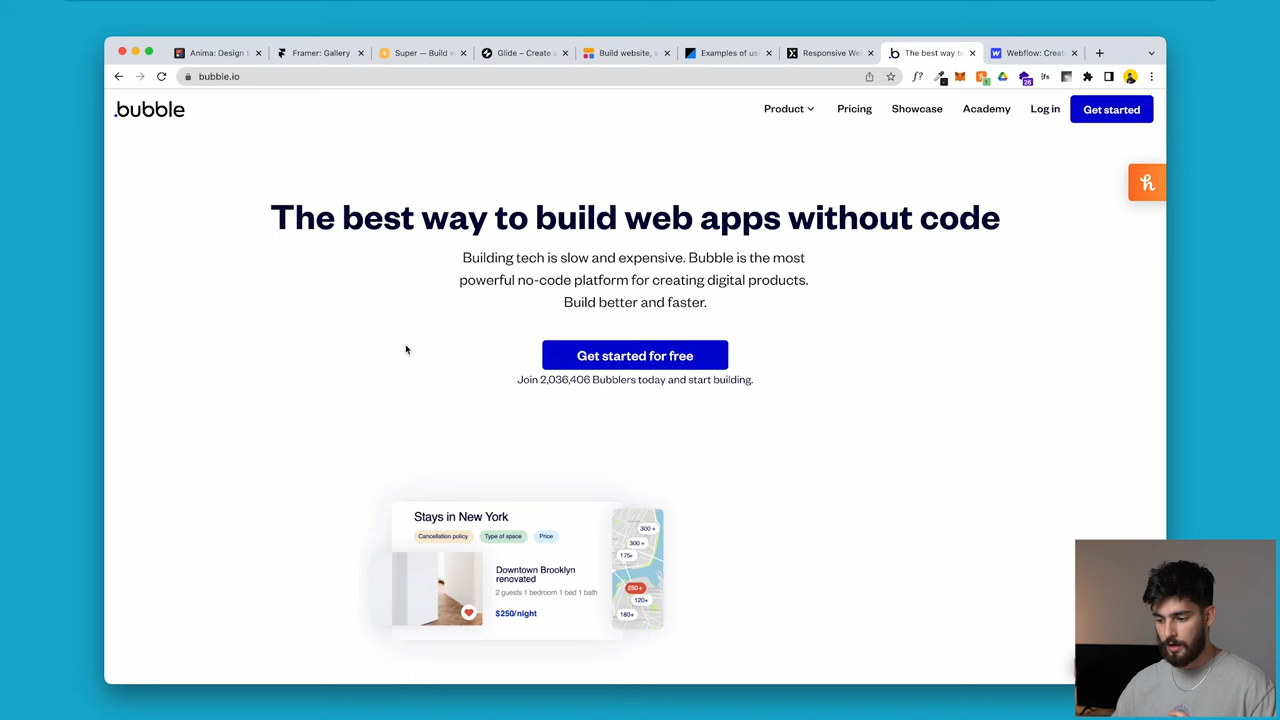 Anima: Design t
Framer: Gallery
Super — Build w
Glide – Create a
Build website, w
Examples of use
Responsive Web
The best way to
Webflow: Create
bubble.io
.bubble
Product
Pricing
Showcase
Academy
Log in
Get started
The best way to build web apps without code
Building tech is slow and expensive. Bubble is the most
powerful no-code platform for creating digital products.
Build better and faster.
Get started for free
Join 2,036,406 Bubblers today and start building.
Stays in New York
Cancellation policy
Type of space
Price
Downtown Brooklyn
renovated
2 guests 1 bedroom 1 bed 1 bath
$250/night
300 +
300 +
175+
250 +
120+
180+